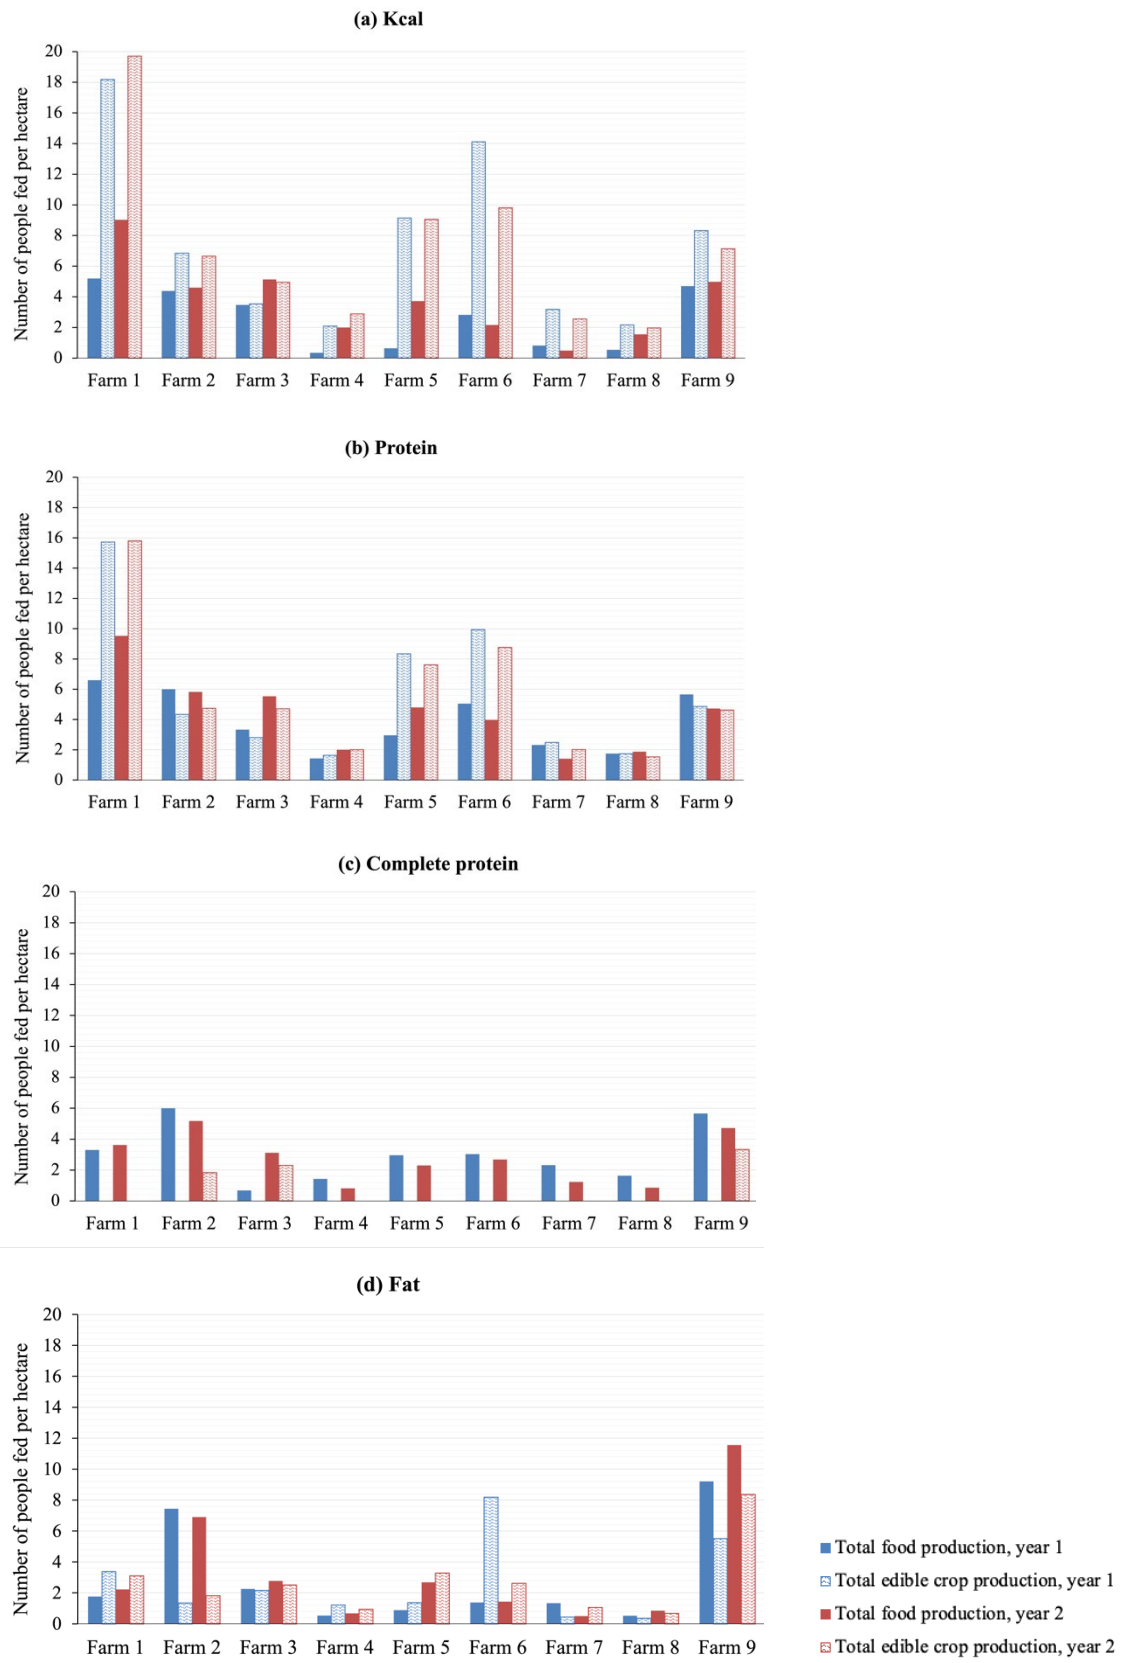 (a) Kcal
Number of people fed per hectare
20
18
16
14
12
10
8
6
4
2
0
Farm 1 Farm 2 Farm 3 Farm 4 Farm 5 Farm 6 Farm 7 Farm 8 Farm 9
(b) Protein
Number of people fed per hectare
20
18
16
14
12
10
8
6
4
2
0
Farm 1 Farm 2 Farm 3 Farm 4 Farm 5 Farm 6 Farm 7 Farm 8 Farm 9
(c) Complete protein
Number of people fed per hectare
20
18
16
14
12
10
8
6
4
2
0
Farm 1 Farm 2 Farm 3 Farm 4 Farm 5 Farm 6 Farm 7 Farm 8 Farm 9
(d) Fat
Number of people fed per hectare
20
18
16
14
12
10
8
6
4
2
0
Farm 1 Farm 2 Farm 3 Farm 4 Farm 5 Farm 6 Farm 7 Farm 8 Farm 9
Total food production, year 1
Total edible crop production, year 1
Total food production, year 2
Total edible crop production, year 2